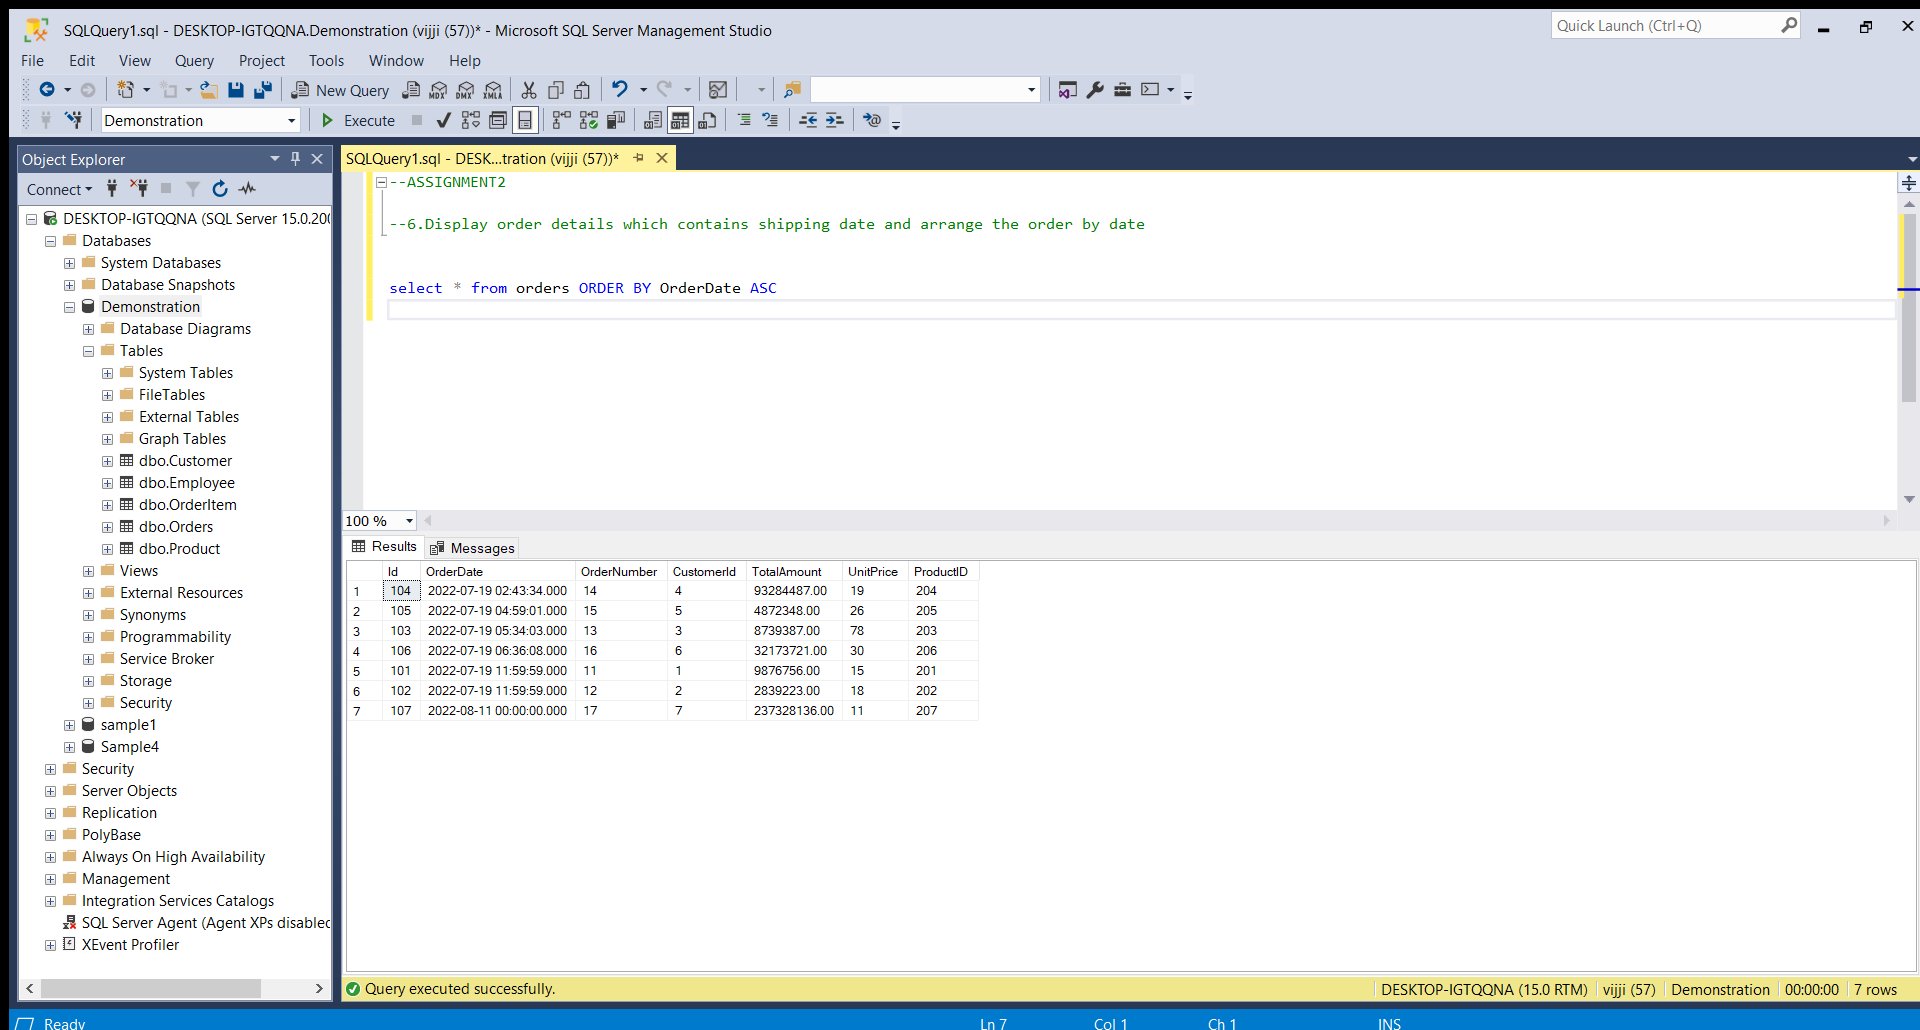 SQLQuery1.sql - DESKTOP-IGTQQNA.Demonstration (vijji (57))* - Microsoft SQL Server Management Studio
Quick Launch (Ctrl+Q)
File Edit View Query Project Tools Window Help
New Query
MDX DMX XMLA
Demonstration
Execute
Object Explorer
Connect
DESKTOP-IGTQQNA (SQL Server 15.0.200
Databases
System Databases
Database Snapshots
Demonstration
Database Diagrams
Tables
System Tables
FileTables
External Tables
Graph Tables
dbo.Customer
dbo.Employee
dbo.OrderItem
dbo.Orders
dbo.Product
Views
External Resources
Synonyms
Programmability
Service Broker
Storage
Security
sample1
Sample4
Security
Server Objects
Replication
PolyBase
Always On High Availability
Management
Integration Services Catalogs
SQL Server Agent (Agent XPs disabled
XEvent Profiler
SQLQuery1.sql - DESK...tration (vijji (57))*
--ASSIGNMENT2
--6.Display order details which contains shipping date and arrange the order by date
select * from orders ORDER BY OrderDate ASC
100 %
Results Messages
Id OrderDate OrderNumber CustomerId TotalAmount UnitPrice ProductID
1 104 2022-07-19 02:43:34.000 14 4 93284487.00 19 204
2 105 2022-07-19 04:59:01.000 15 5 4872348.00 26 205
3 103 2022-07-19 05:34:03.000 13 3 8739387.00 78 203
4 106 2022-07-19 06:36:08.000 16 6 32173721.00 30 206
5 101 2022-07-19 11:59:59.000 11 1 9876756.00 15 201
6 102 2022-07-19 11:59:59.000 12 2 2839223.00 18 202
7 107 2022-08-11 00:00:00.000 17 7 237328136.00 11 207
Query executed successfully.
DESKTOP-IGTQQNA (15.0 RTM) vijji (57) Demonstration 00:00:00 7 rows
Ready Ln 7 Col 1 Ch 1 INS